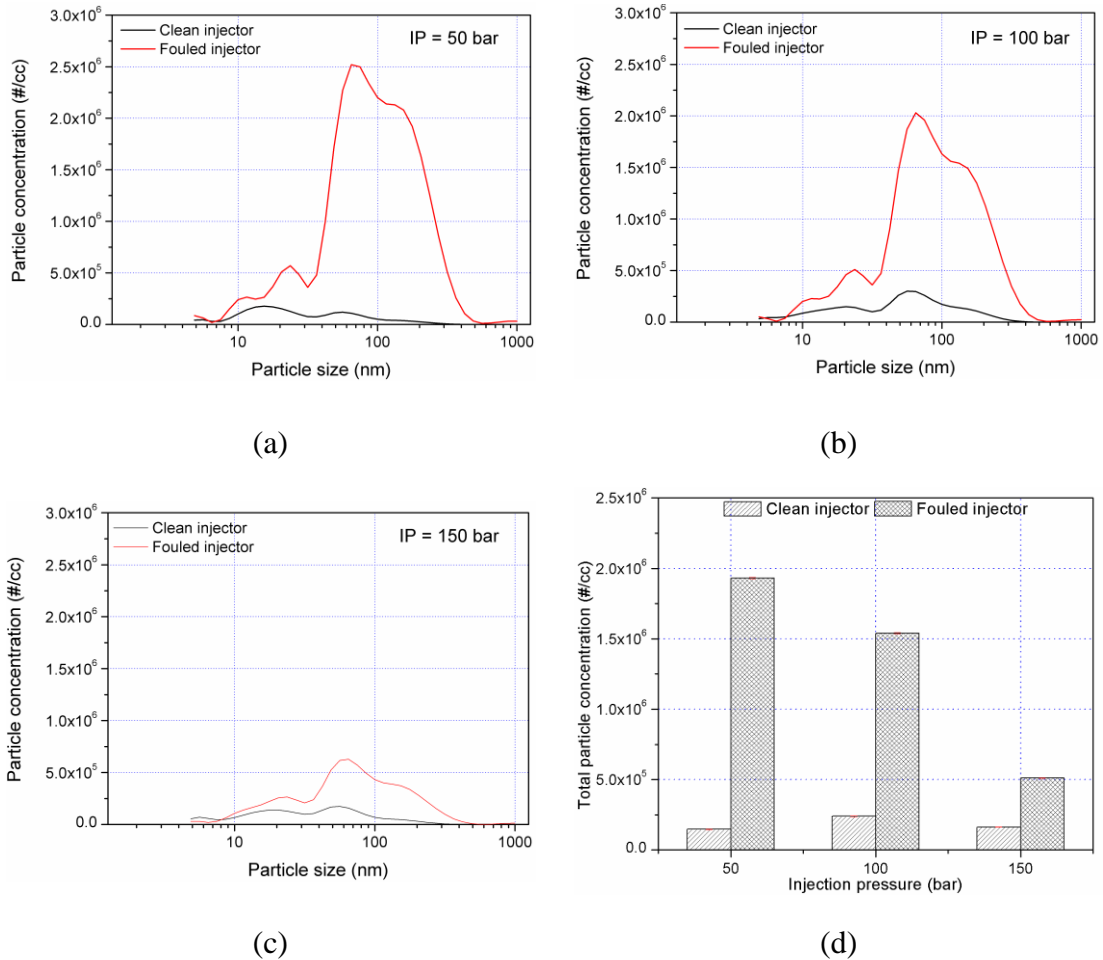 3.0x10⁶
Clean injector
IP = 50 bar
Fouled injector
2.5x10⁶
2.0x10⁶
1.5x10⁶
1.0x10⁶
5.0x10⁵
0.0
Particle concentration (#/cc)
10
100
1000
Particle size (nm)
(a)
3.0x10⁶
Clean injector
IP = 100 bar
Fouled injector
2.5x10⁶
2.0x10⁶
1.5x10⁶
1.0x10⁶
5.0x10⁵
0.0
Particle concentration (#/cc)
10
100
1000
Particle size (nm)
(b)
3.0x10⁶
Clean injector
IP = 150 bar
Fouled injector
2.5x10⁶
2.0x10⁶
1.5x10⁶
1.0x10⁶
5.0x10⁵
0.0
Particle concentration (#/cc)
10
100
1000
Particle size (nm)
(c)
2.5x10⁶
Clean injector Fouled injector
2.0x10⁶
1.5x10⁶
1.0x10⁶
5.0x10⁵
0.0
Total particle concentration (#/cc)
50
100
150
Injection pressure (bar)
(d)